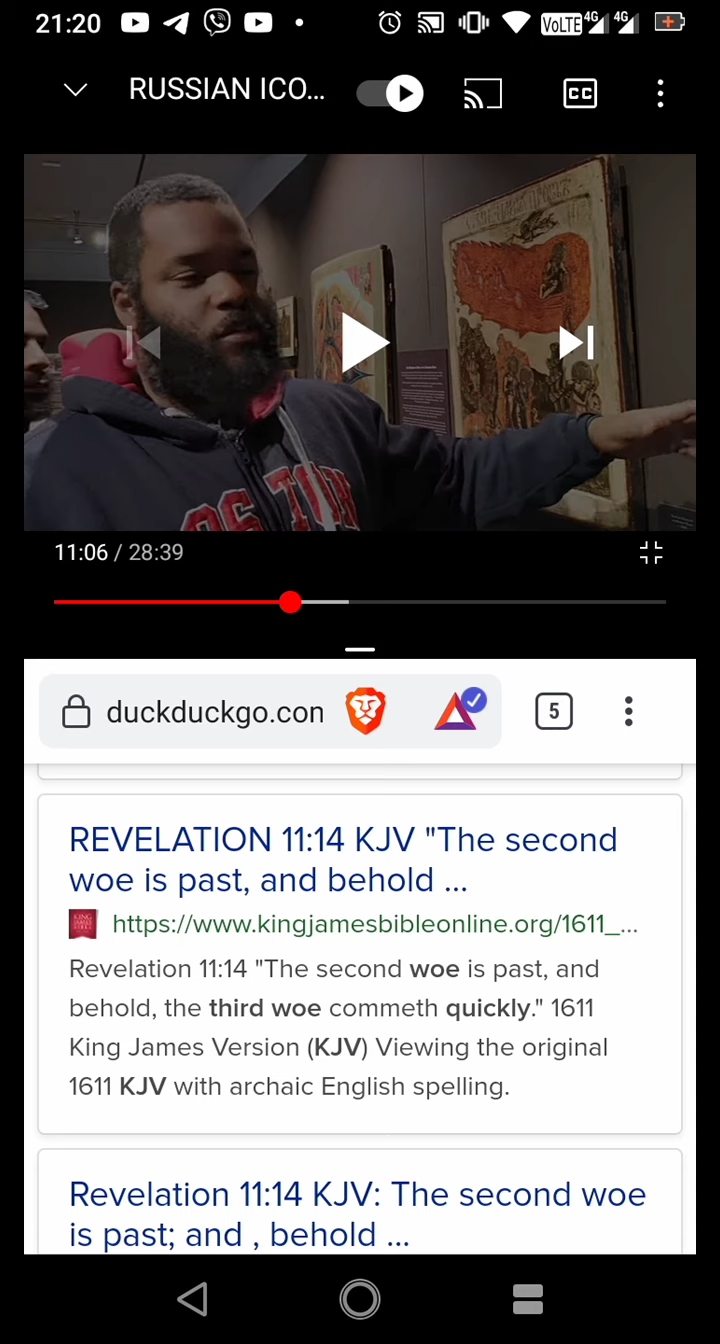 21:20
VoLTE 4G 4G
RUSSIAN ICO...
CC
11:06 / 28:39
duckduckgo.con
5
REVELATION 11:14 KJV "The second
woe is past, and behold ...
https://www.kingjamesbibleonline.org/1611_...
Revelation 11:14 "The second woe is past, and
behold, the third woe commeth quickly." 1611
King James Version (KJV) Viewing the original
1611 KJV with archaic English spelling.
Revelation 11:14 KJV: The second woe
is past; and , behold ...